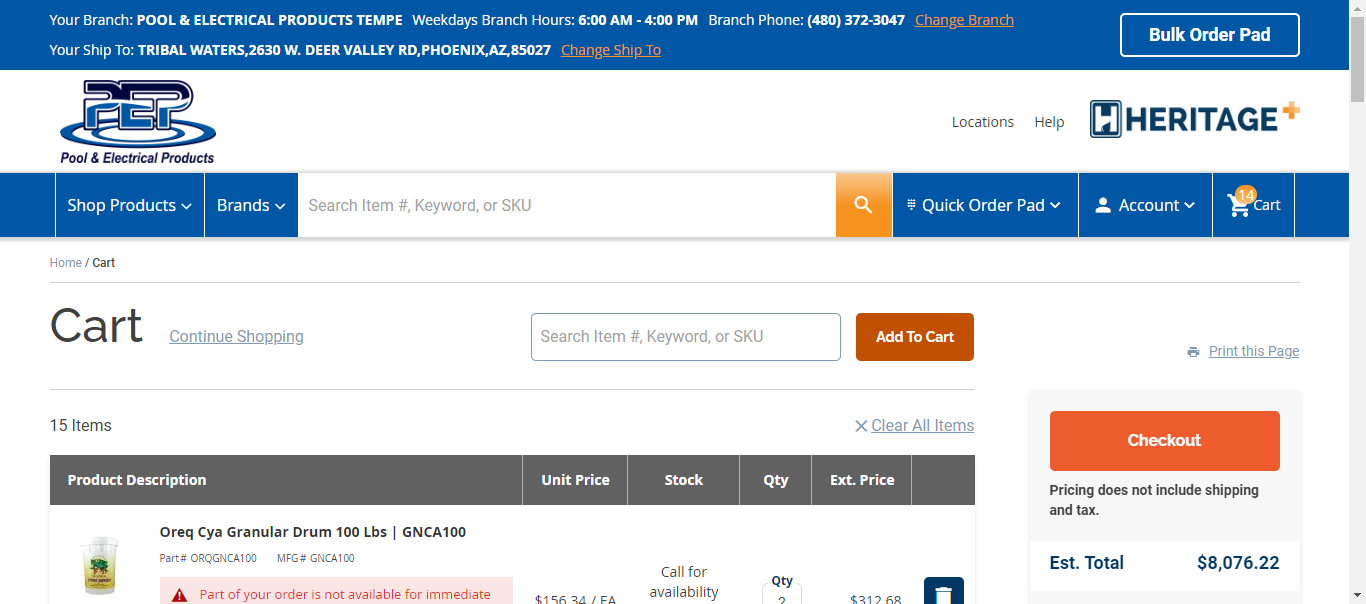 Your Branch: POOL & ELECTRICAL PRODUCTS TEMPE Weekdays Branch Hours: 6:00 AM - 4:00 PM Branch Phone: (480) 372-3047 Change Branch
Your Ship To: TRIBAL WATERS,2630 W. DEER VALLEY RD,PHOENIX,AZ,85027 Change Ship To
Bulk Order Pad
PEP
Pool & Electrical Products
Locations Help HERITAGE+
Shop Products Brands Search Item #, Keyword, or SKU Quick Order Pad Account 14 Cart
Home / Cart
Cart Continue Shopping Search Item #, Keyword, or SKU Add To Cart
Print this Page
15 Items Clear All Items
Checkout
Pricing does not include shipping
and tax.
Est. Total $8,076.22
Product Description Unit Price Stock Qty Ext. Price
Oreq Cya Granular Drum 100 Lbs | GNCA100
Part# ORQGNCA100 MFG# GNCA100
Part of your order is not available for immediate
$156.34 / EA
Call for
availability
Qty
2
$312.68